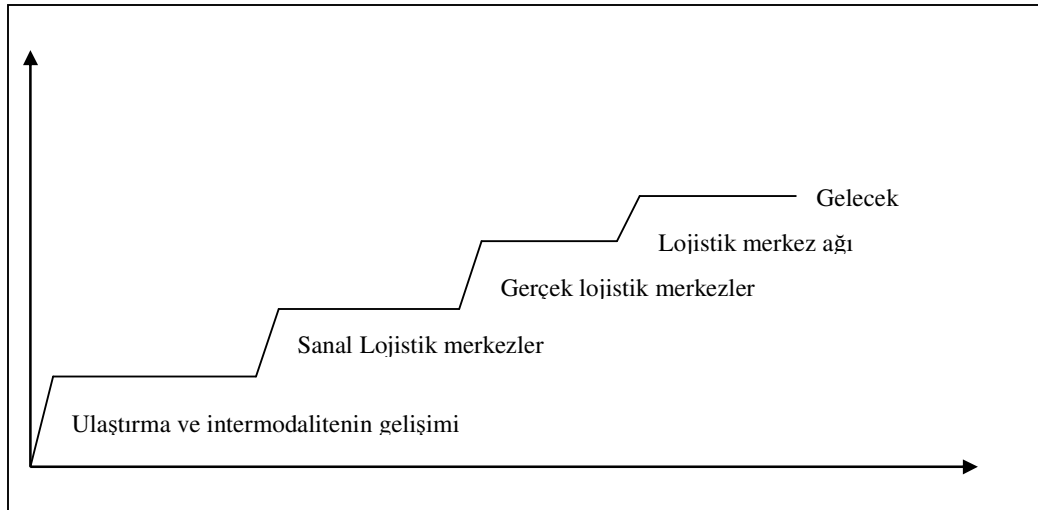 Gelecek
Lojistik merkez ağı
Gerçek lojistik merkezler
Sanal Lojistik merkezler
Ulaştırma ve intermodalitenin gelişimi